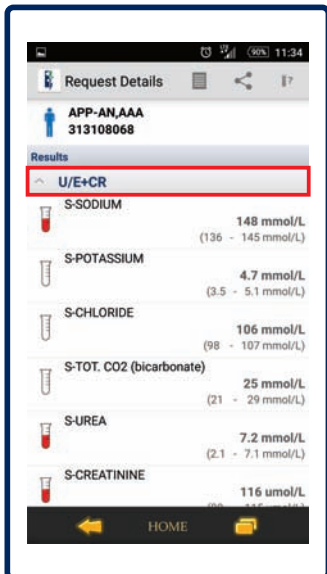 90% 11:34
Request Details
APP-AN,AAA
313108068
Results
U/E+CR
S-SODIUM
148 mmol/L
(136 - 145 mmol/L)
S-POTASSIUM
4.7 mmol/L
(3.5 - 5.1 mmol/L)
S-CHLORIDE
106 mmol/L
(98 - 107 mmol/L)
S-TOT. CO2 (bicarbonate)
25 mmol/L
(21 - 29 mmol/L)
S-UREA
7.2 mmol/L
(2.1 - 7.1 mmol/L)
S-CREATININE
116 umol/L
HOME